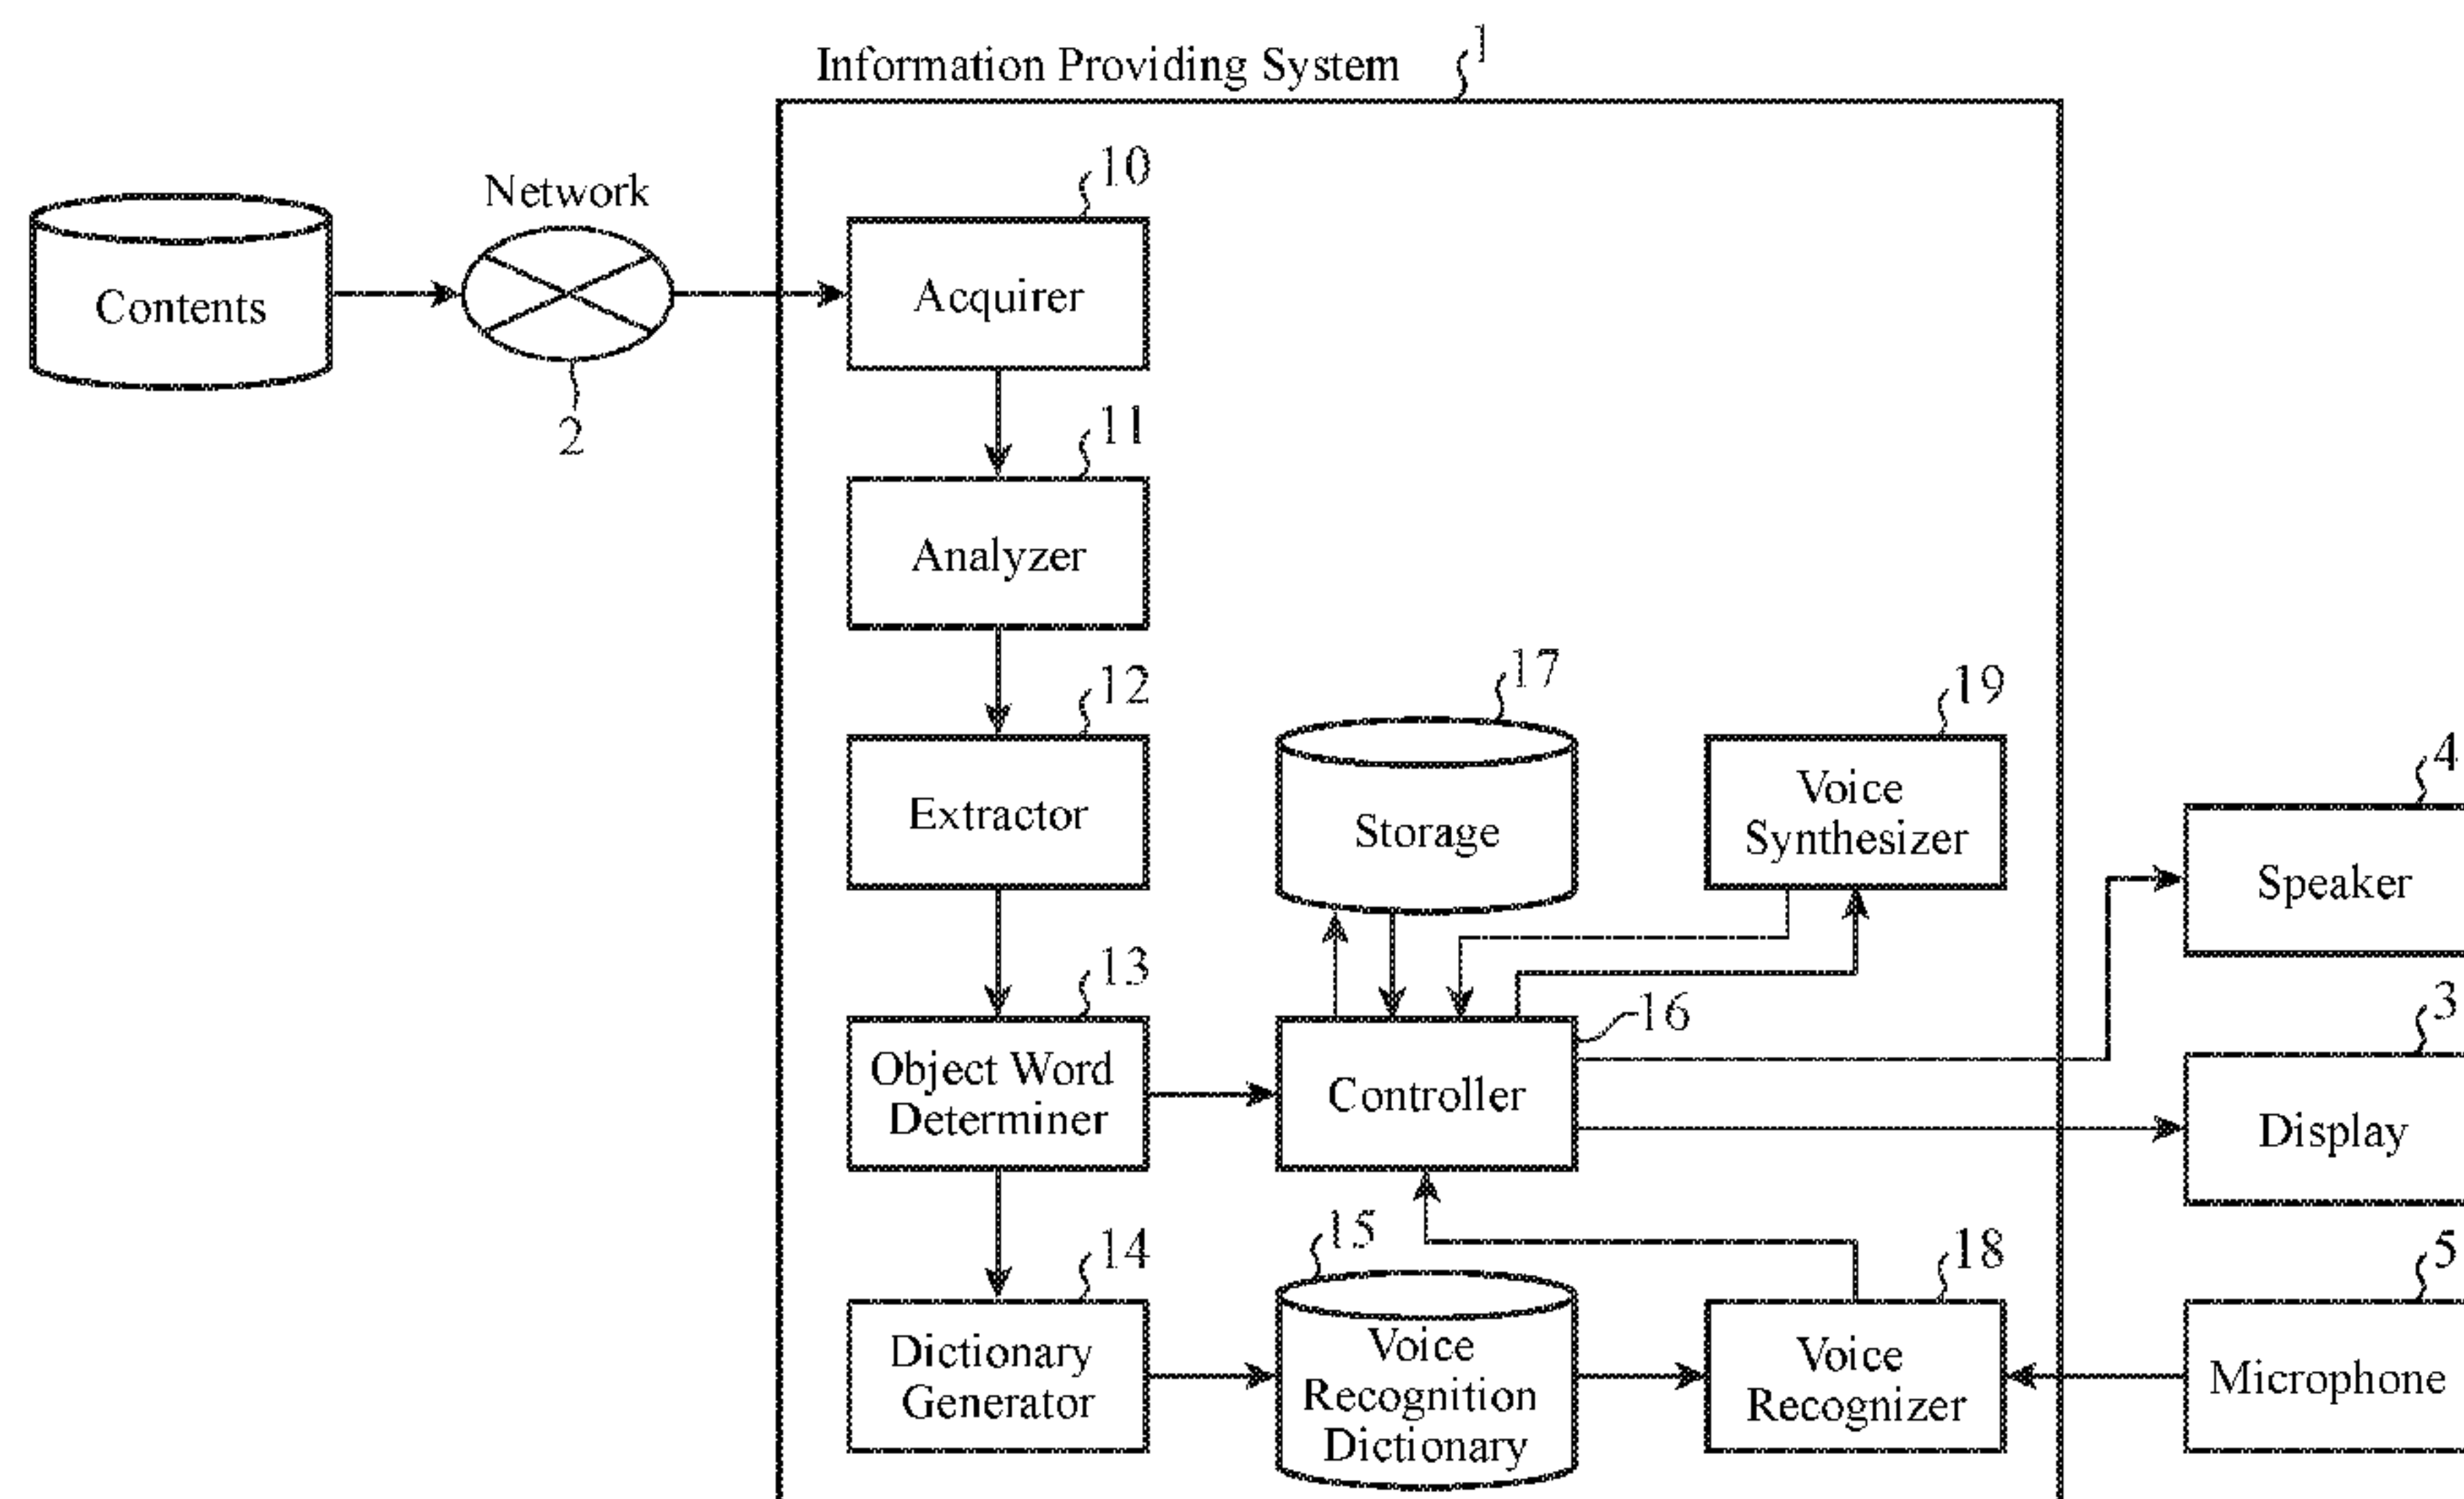 Information Providing System
1
Network
10
Contents
Acquirer
2
11
Analyzer
12
17
19
Extractor
Storage
Voice
Synthesizer
4
Speaker
13
16
3
Object Word
Determiner
Controller
Display
14
15
18
5
Dictionary
Generator
Voice
Recognition
Dictionary
Voice
Recognizer
Microphone